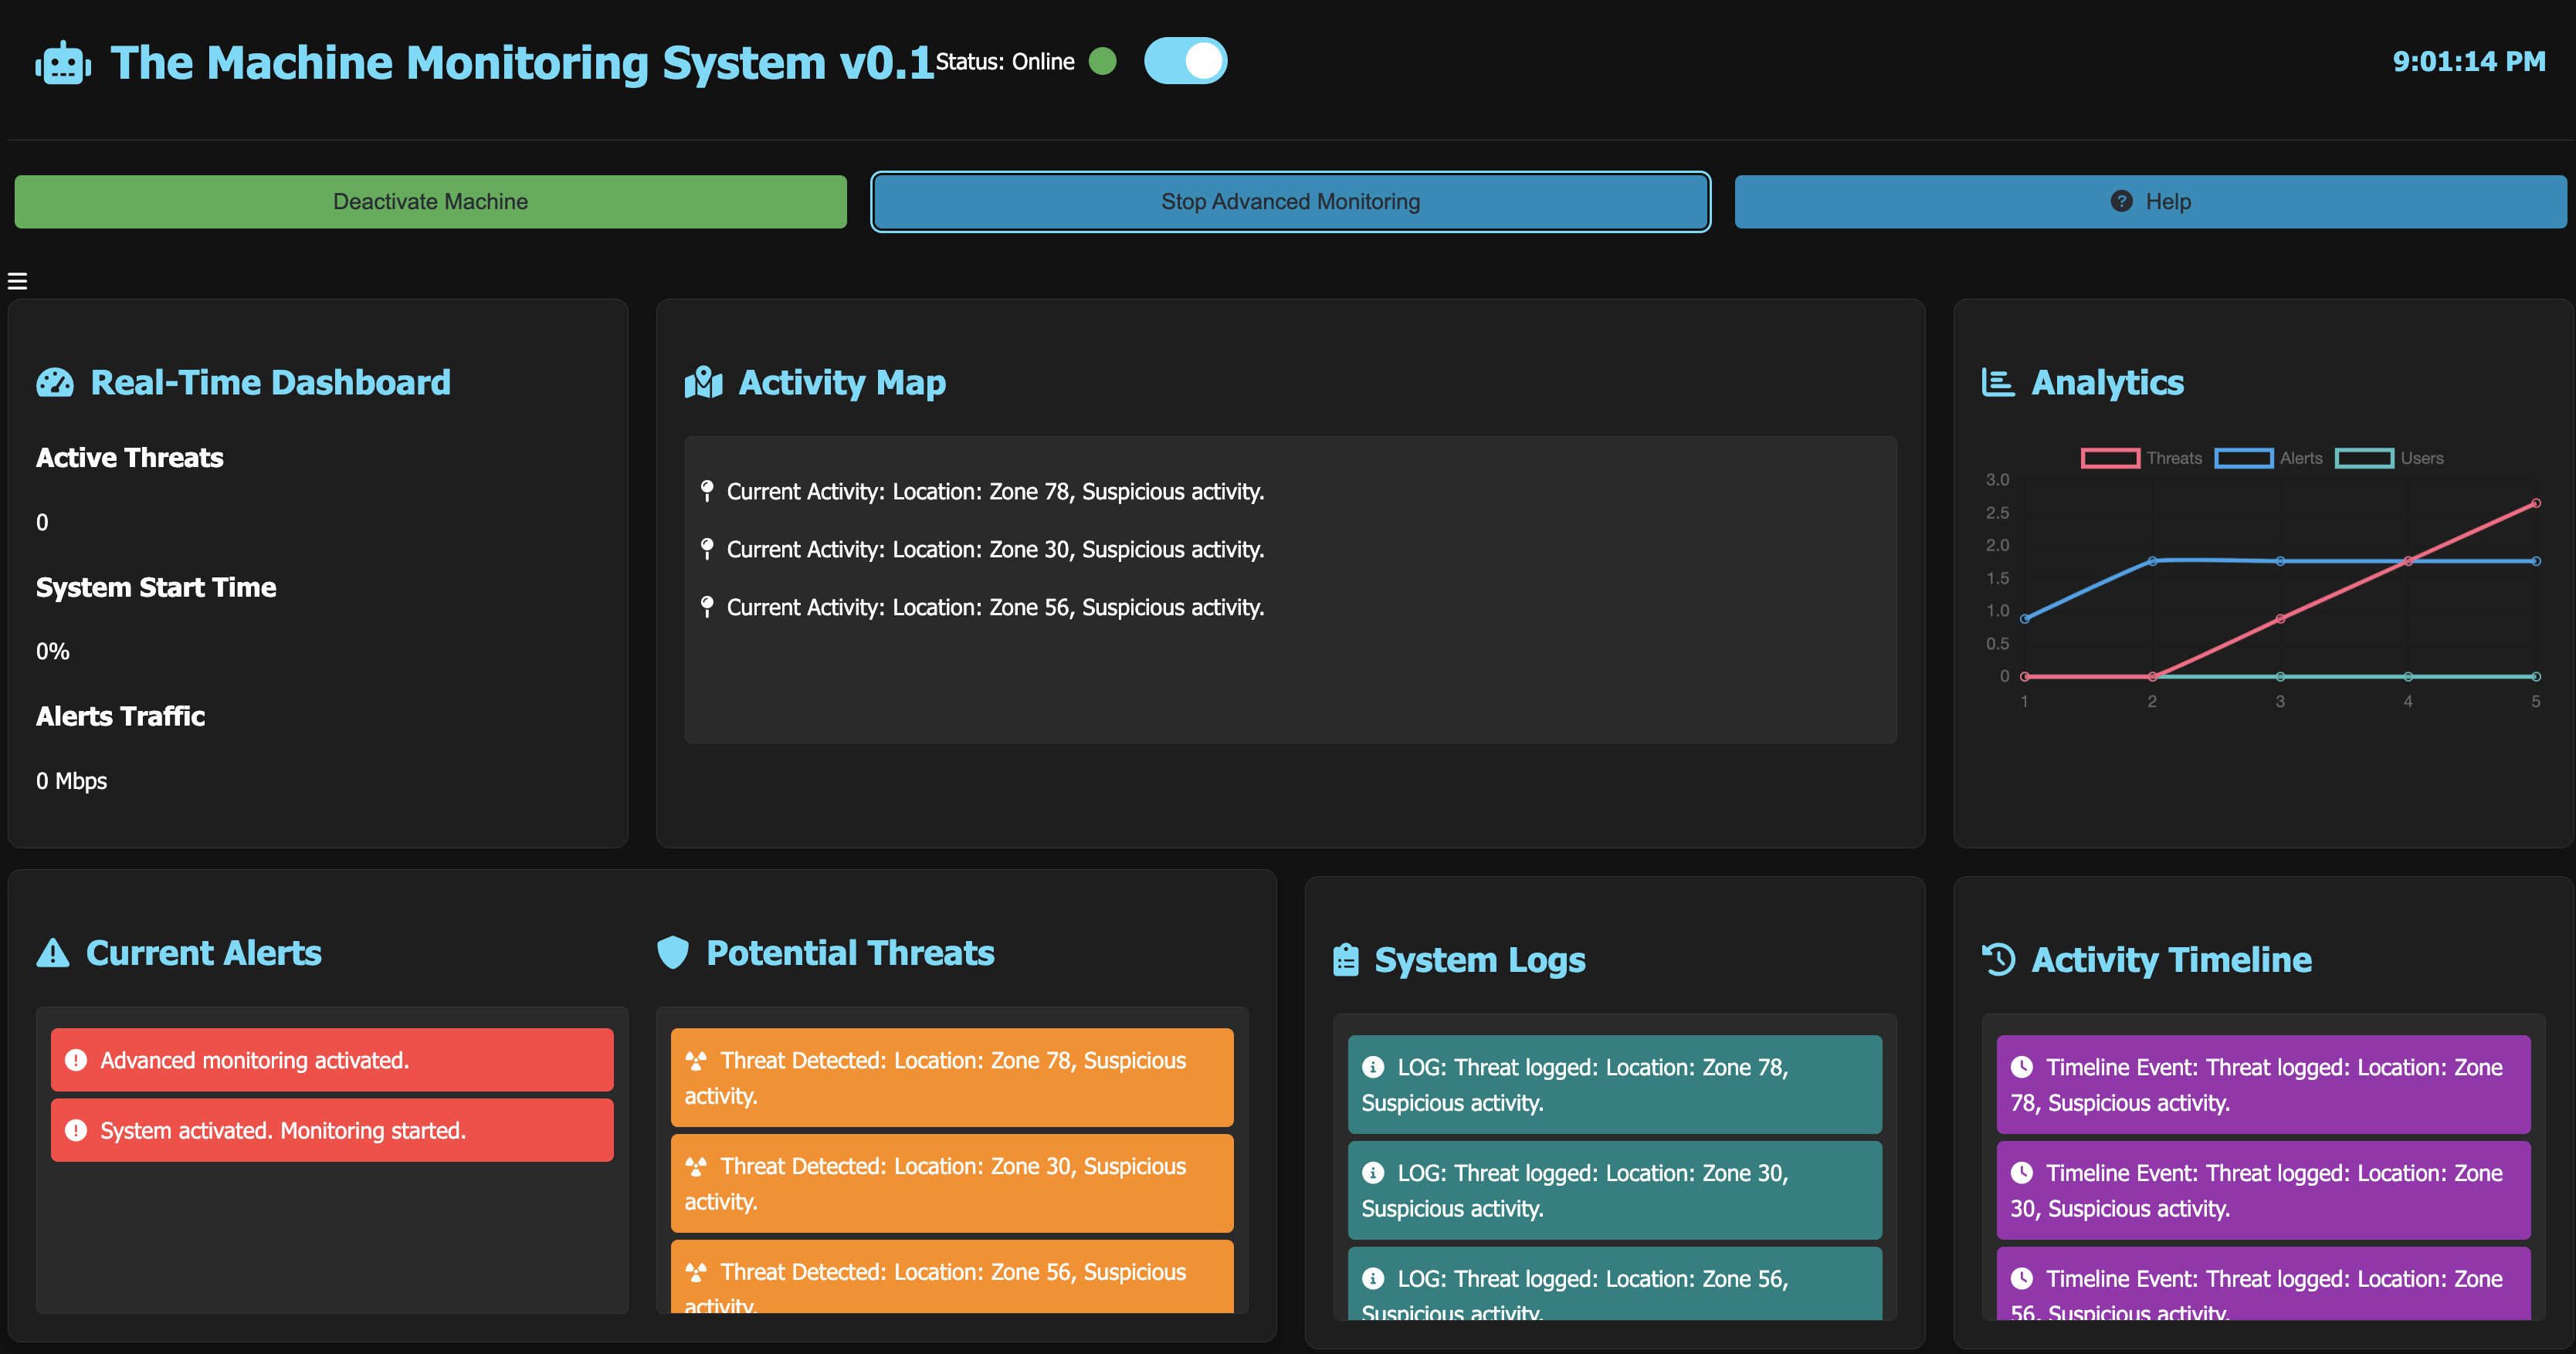 The Machine Monitoring System v0.1
Status: Online
9:01:14 PM
Deactivate Machine
Stop Advanced Monitoring
Help
Real-Time Dashboard
Active Threats
0
System Start Time
0%
Alerts Traffic
0 Mbps
Activity Map
Current Activity: Location: Zone 78, Suspicious activity.
Current Activity: Location: Zone 30, Suspicious activity.
Current Activity: Location: Zone 56, Suspicious activity.
Analytics
Threats Alerts Users
3.0
2.5
2.0
1.5
1.0
0.5
0
1 2 3 4 5
Current Alerts
Advanced monitoring activated.
System activated. Monitoring started.
Potential Threats
Threat Detected: Location: Zone 78, Suspicious
activity.
Threat Detected: Location: Zone 30, Suspicious
activity.
Threat Detected: Location: Zone 56, Suspicious
activity.
System Logs
LOG: Threat logged: Location: Zone 78,
Suspicious activity.
LOG: Threat logged: Location: Zone 30,
Suspicious activity.
LOG: Threat logged: Location: Zone 56,
Suspicious activity.
Activity Timeline
Timeline Event: Threat logged: Location: Zone
78, Suspicious activity.
Timeline Event: Threat logged: Location: Zone
30, Suspicious activity.
Timeline Event: Threat logged: Location: Zone
56, Suspicious activity.